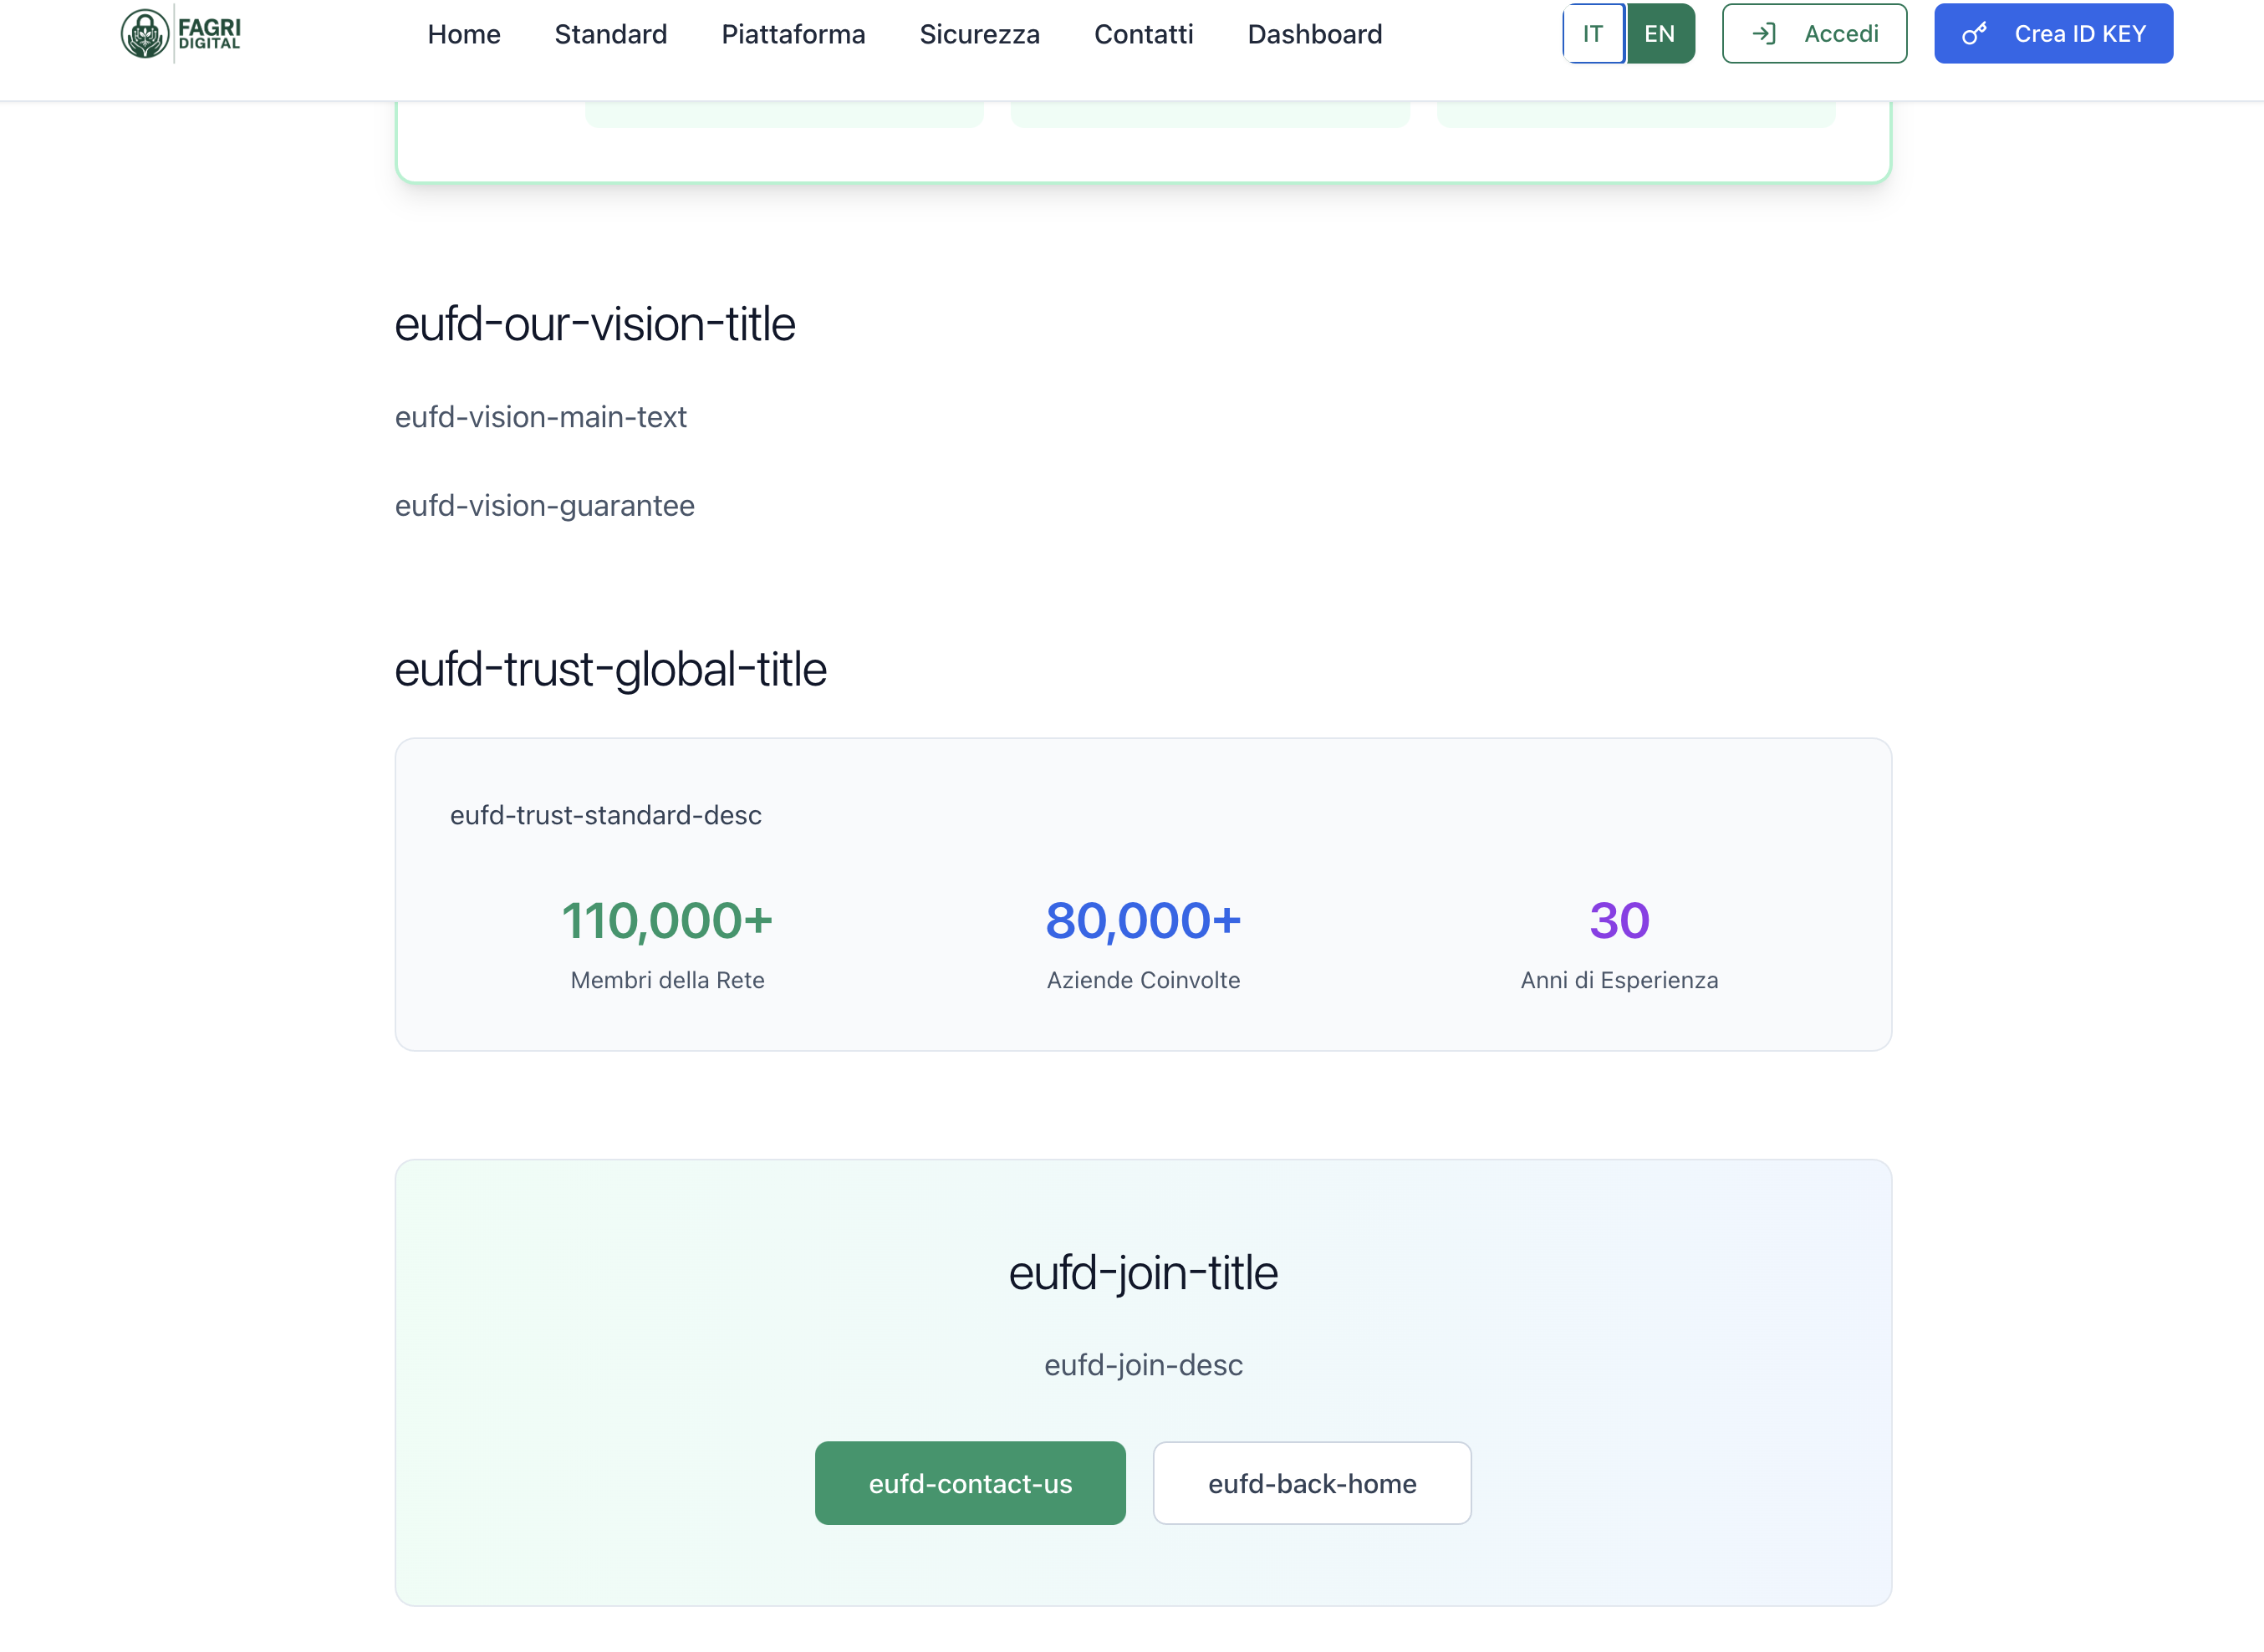 FAGRI
DIGITAL
Home
Standard
Piattaforma
Sicurezza
Contatti
Dashboard
IT
EN
Accedi
Crea ID KEY
eufd-our-vision-title
eufd-vision-main-text
eufd-vision-guarantee
eufd-trust-global-title
eufd-trust-standard-desc
110,000+
Membri della Rete
80,000+
Aziende Coinvolte
30
Anni di Esperienza
eufd-join-title
eufd-join-desc
eufd-contact-us
eufd-back-home